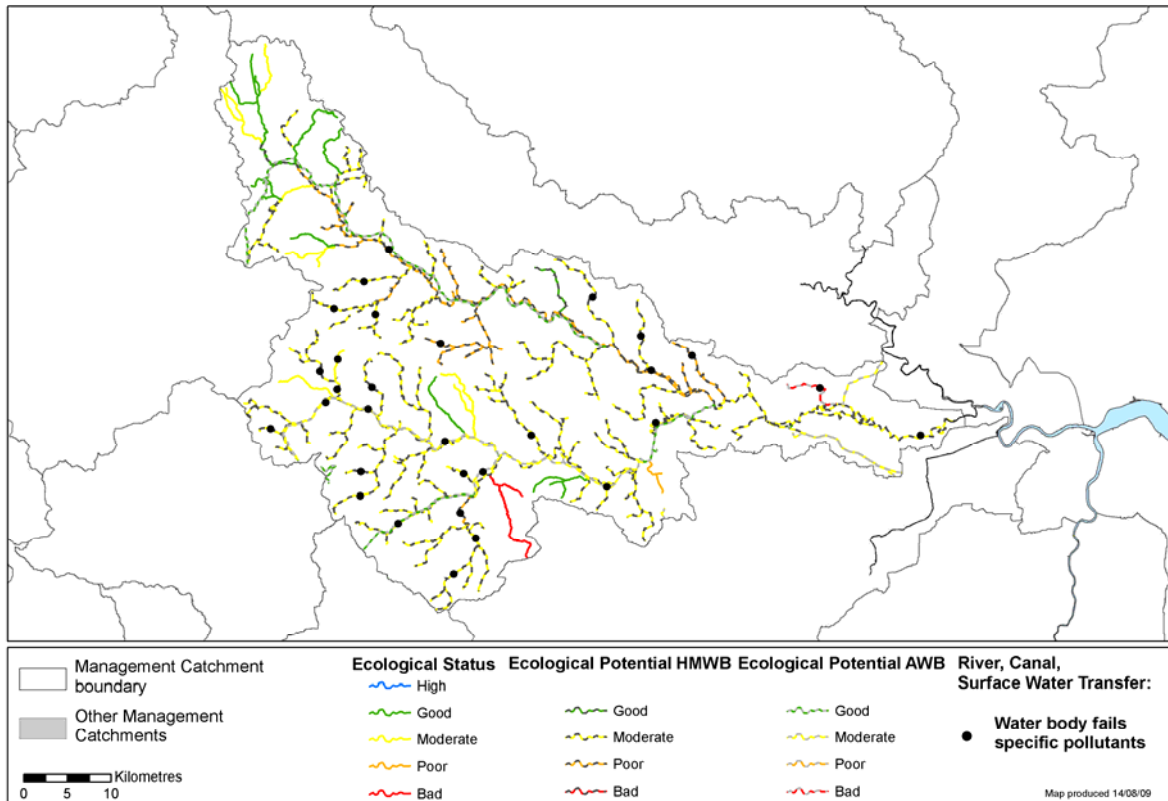 Management Catchment
boundary
Other Management
Catchments
Kilometres
0 5 10
Ecological Status
High
Good
Moderate
Poor
Bad
Ecological Potential HMWB
Good
Moderate
Poor
Bad
Ecological Potential AWB
Good
Moderate
Poor
Bad
River, Canal,
Surface Water Transfer:
Water body fails
specific pollutants
Map produced 14/08/09